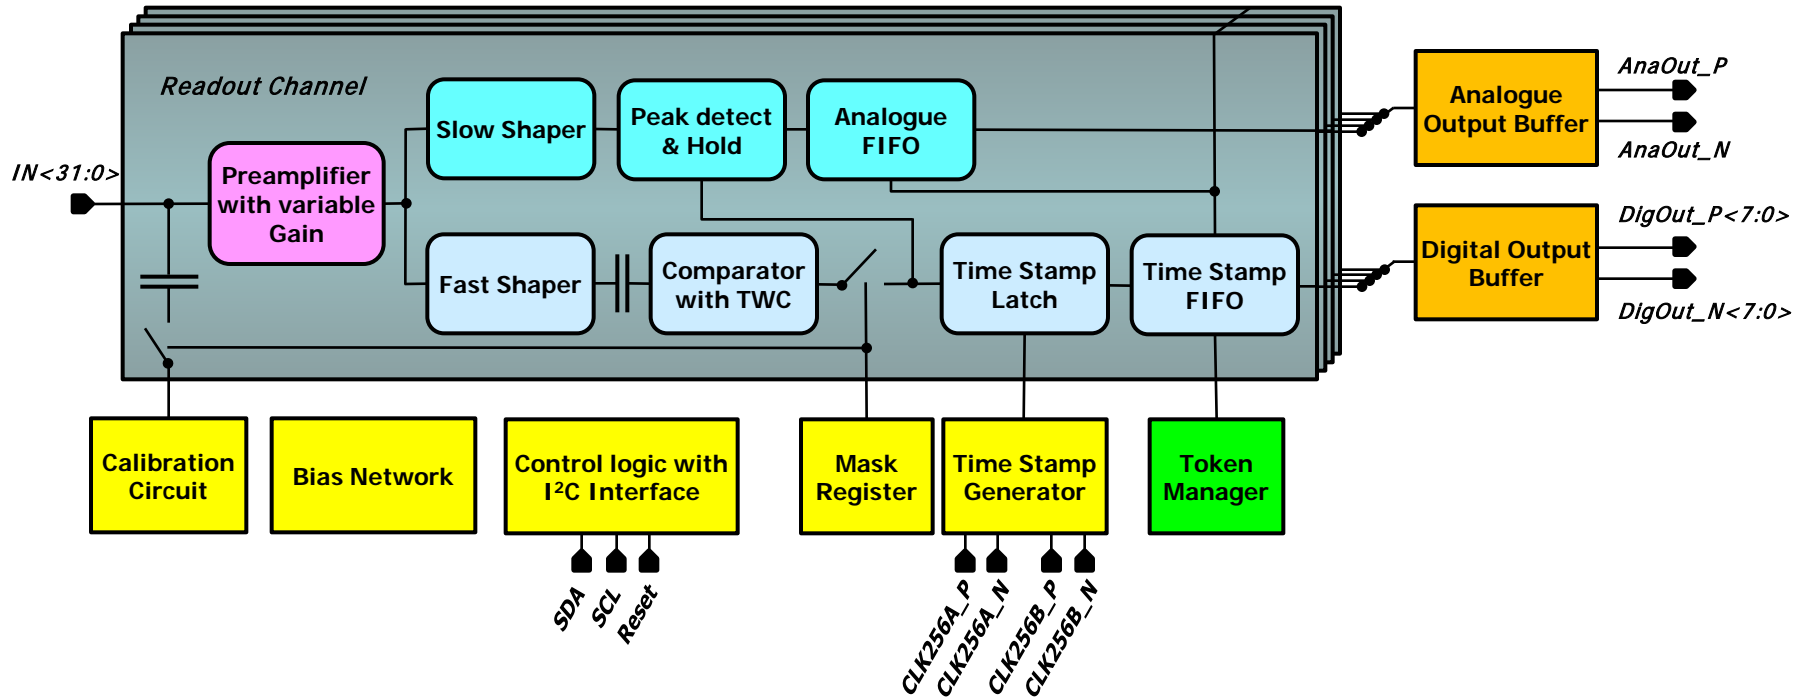 Readout Channel
IN<31:0>
Preamplifier
with variable
Gain
Slow Shaper
Peak detect
& Hold
Analogue
FIFO
Fast Shaper
Comparator
with TWC
Time Stamp
Latch
Time Stamp
FIFO
Analogue
Output Buffer
AnaOut_P
AnaOut_N
Digital Output
Buffer
DigOut_P<7:0>
DigOut_N<7:0>
Calibration
Circuit
Bias Network
Control logic with
I²C Interface
Mask
Register
Time Stamp
Generator
Token
Manager
SDA
SCL
Reset
CLK256A_P
CLK256A_N
CLK256B_P
CLK256B_N